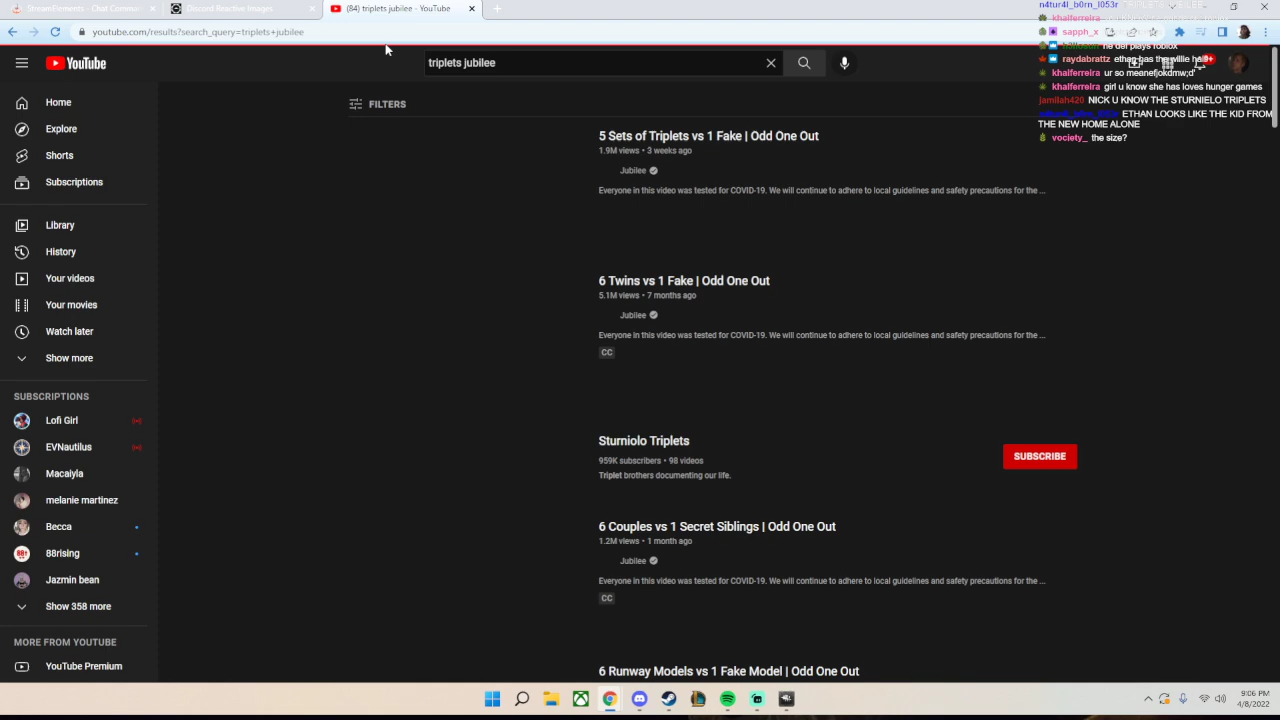 StreamElements - Chat Comman
Discord Reactive Images
(84) triplets jubilee - YouTube
n4tur4l_b0rn_l053r
khalferreira
youtube.com/results?search_query=triplets+jubilee
sapph_x
he def plays roblox
YouTube
triplets jubilee
raydabrattz ethan has the willie
khalferreira ur so meanefjokdmw;d'
khalferreira girl u know she has loves hunger games
jamilah420 NICK U KNOW THE STURNIELO TRIPLETS
ETHAN LOOKS LIKE THE KID FROM
THE NEW HOME ALONE
vociety_ the size?
Home
FILTERS
Explore
5 Sets of Triplets vs 1 Fake | Odd One Out
1.9M views • 3 weeks ago
Shorts
Jubilee
Subscriptions
Everyone in this video was tested for COVID-19. We will continue to adhere to local guidelines and safety precautions for the ...
Library
History
Your videos
6 Twins vs 1 Fake | Odd One Out
5.1M views • 7 months ago
Your movies
Jubilee
Watch later
Everyone in this video was tested for COVID-19. We will continue to adhere to local guidelines and safety precautions for the ...
CC
Show more
SUBSCRIPTIONS
Lofi Girl
Sturniolo Triplets
959K subscribers • 98 videos
SUBSCRIBE
EVNautilus
Triplet brothers documenting our life.
Macaiyla
melanie martinez
Becca
6 Couples vs 1 Secret Siblings | Odd One Out
1.2M views • 1 month ago
88rising
Jubilee
Jazmin bean
Everyone in this video was tested for COVID-19. We will continue to adhere to local guidelines and safety precautions for the ...
CC
Show 358 more
MORE FROM YOUTUBE
YouTube Premium
6 Runway Models vs 1 Fake Model | Odd One Out
9:06 PM
4/8/2022